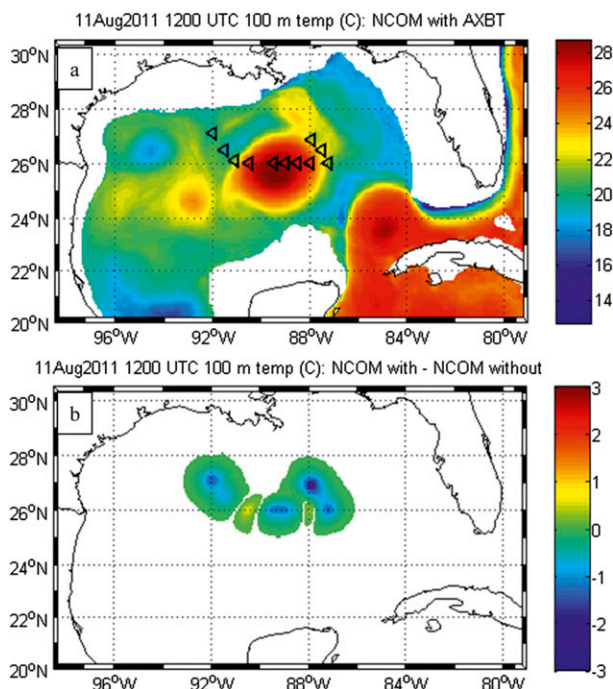 11Aug2011 1200 UTC 100 m temp (C): NCOM with AXBT
a
30°N
28°N
26°N
24°N
22°N
20°N
96°W 92°W 88°W 84°W 80°W
28
26
24
22
20
18
16
14
11Aug2011 1200 UTC 100 m temp (C): NCOM with - NCOM without
b
30°N
28°N
26°N
25°N
22°N
20°N
96°W 92°W 88°W 84°W 80°W
3
2
1
0
-1
-2
-3